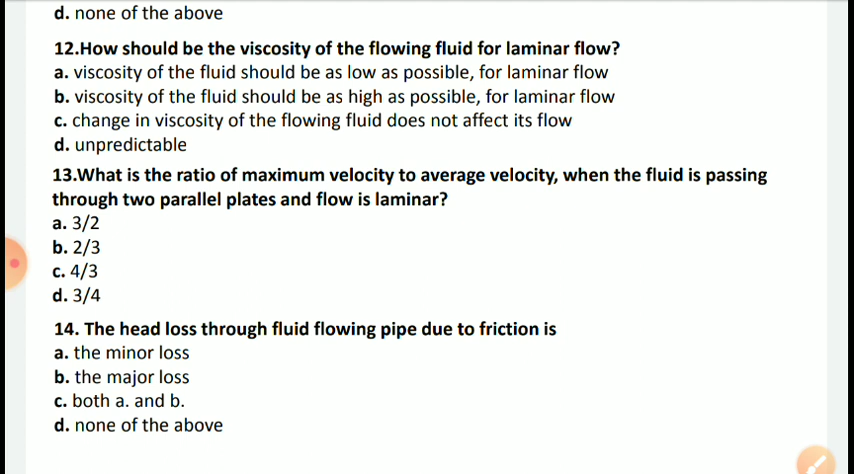 d. none of the above
12.How should be the viscosity of the flowing fluid for laminar flow?
a. viscosity of the fluid should be as low as possible, for laminar flow
b. viscosity of the fluid should be as high as possible, for laminar flow
c. change in viscosity of the flowing fluid does not affect its flow
d. unpredictable
13.What is the ratio of maximum velocity to average velocity, when the fluid is passing
through two parallel plates and flow is laminar?
a. 3/2
b. 2/3
c. 4/3
d. 3/4
14. The head loss through fluid flowing pipe due to friction is
a. the minor loss
b. the major loss
c. both a. and b.
d. none of the above